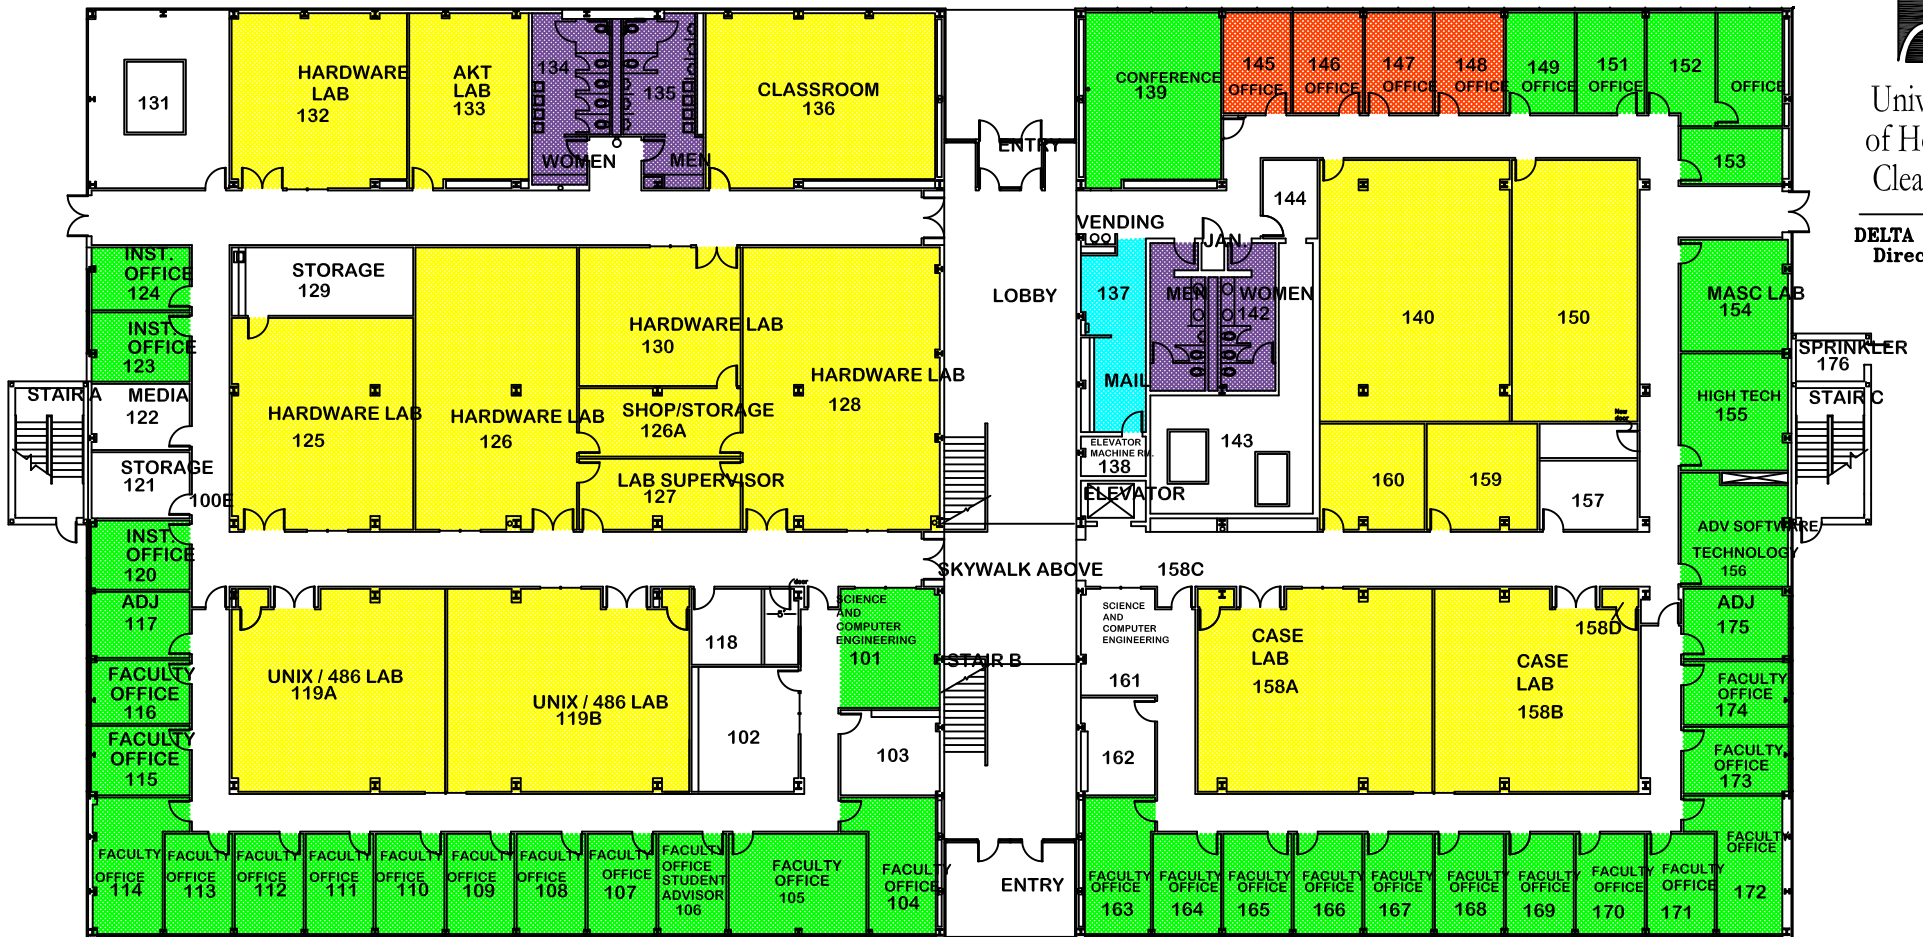 131
HARDWARE
LAB
132
AKT
LAB
133
134
135
WOMEN
MEN
CLASSROOM
136
ENTRY
CONFERENCE
139
145
OFFICE
146
OFFICE
147
OFFICE
148
OFFICE
149
OFFICE
151
OFFICE
152
OFFICE
153
144
VENDING
JAN.
137
MEN
WOMEN
142
MAIL
ELEVATOR
MACHINE RM.
138
ELEVATOR
143
140
150
New
door
160
159
157
MASC LAB
154
HIGH TECH
155
ADV SOFTWARE
TECHNOLOGY
156
SPRINKLER
176
STAIR C
DELTA
Direc
INST.
OFFICE
124
INST.
OFFICE
123
STAIR A
MEDIA
122
STORAGE
121
100E
INST.
OFFICE
120
STORAGE
129
HARDWARE LAB
125
HARDWARE LAB
126
HARDWARE LAB
130
SHOP/STORAGE
126A
LAB SUPERVISOR
127
HARDWARE LAB
128
LOBBY
SKYWALK ABOVE
158C
ADJ
117
FACULTY
OFFICE
116
FACULTY
OFFICE
115
UNIX / 486 LAB
119A
UNIX / 486 LAB
119B
118
door
102
SCIENCE
AND
COMPUTER
ENGINEERING
101
103
STAIR B
SCIENCE
AND
COMPUTER
ENGINEERING
161
162
CASE
LAB
158A
CASE
LAB
158B
158D
ADJ
175
FACULTY
OFFICE
174
FACULTY
OFFICE
173
FACULTY
OFFICE
172
FACULTY
OFFICE
114
FACULTY
OFFICE
113
FACULTY
OFFICE
112
FACULTY
OFFICE
111
FACULTY
OFFICE
110
FACULTY
OFFICE
109
FACULTY
OFFICE
108
FACULTY
OFFICE
107
FACULTY
OFFICE
STUDENT
ADVISOR
106
FACULTY
OFFICE
105
FACULTY
OFFICE
104
ENTRY
FACULTY
OFFICE
163
FACULTY
OFFICE
164
FACULTY
OFFICE
165
FACULTY
OFFICE
166
FACULTY
OFFICE
167
FACULTY
OFFICE
168
FACULTY
OFFICE
169
FACULTY
OFFICE
170
FACULTY
OFFICE
171
Univ
of H
Clea